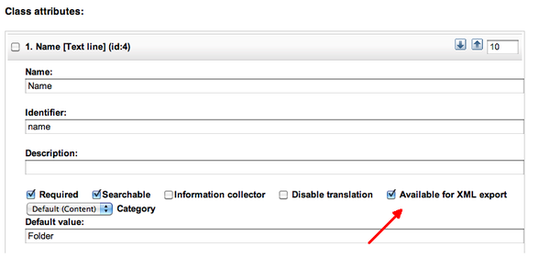 Class attributes:
1. Name [Text line] (id:4) 10
Name:
Name
Identifier:
name
Description:
Required Searchable Information collector Disable translation Available for XML export
Default (Content) Category
Default value:
Folder